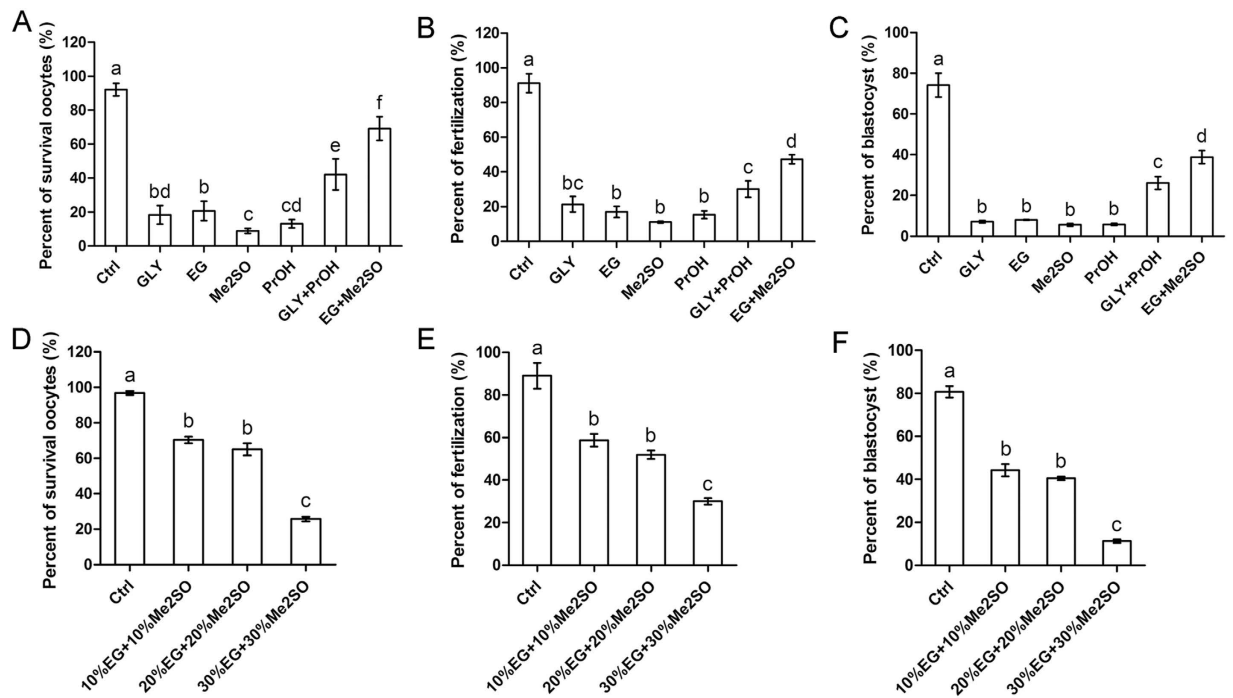 A
Percent of survival oocytes (%)
120
100
80
60
40
20
0
a
bd
b
c
cd
e
f
Ctrl
GLY
EG
Me2SO
PrOH
GLY+PrOH
EG+Me2SO
B
Percent of fertilization (%)
120
100
80
60
40
20
0
a
bc
b
b
b
c
d
Ctrl
GLY
EG
Me2SO
PrOH
GLY+PrOH
EG+Me2SO
C
Percent of blastocyst (%)
100
80
60
40
20
0
a
b
b
b
b
c
d
Ctrl
GLY
EG
Me2SO
PrOH
GLY+PrOH
EG+Me2SO
D
Percent of survival oocytes (%)
120
100
80
60
40
20
0
a
b
b
c
Ctrl
10%EG+10%Me2SO
20%EG+20%Me2SO
30%EG+30%Me2SO
E
Percent of fertilization (%)
100
80
60
40
20
0
a
b
b
c
Ctrl
10%EG+10%Me2SO
20%EG+20%Me2SO
30%EG+30%Me2SO
F
Percent of blastocyst (%)
100
80
60
40
20
0
a
b
b
c
Ctrl
10%EG+10%Me2SO
20%EG+20%Me2SO
30%EG+30%Me2SO